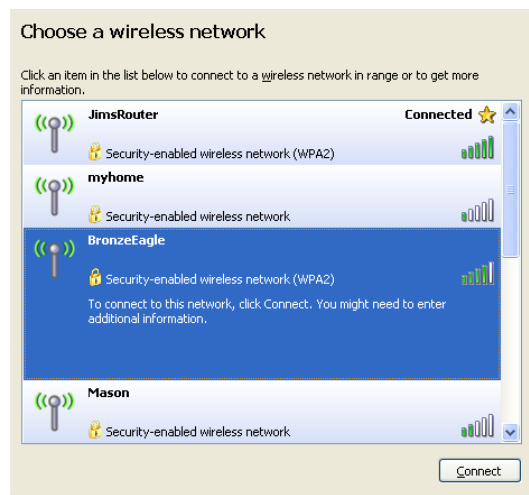 Choose a wireless network
Click an item in the list below to connect to a wireless network in range or to get more
information.
JimsRouter Connected
Security-enabled wireless network (WPA2)
myhome
Security-enabled wireless network
BronzeEagle
Security-enabled wireless network (WPA2)
To connect to this network, click Connect. You might need to enter
additional information.
Mason
Security-enabled wireless network
Connect